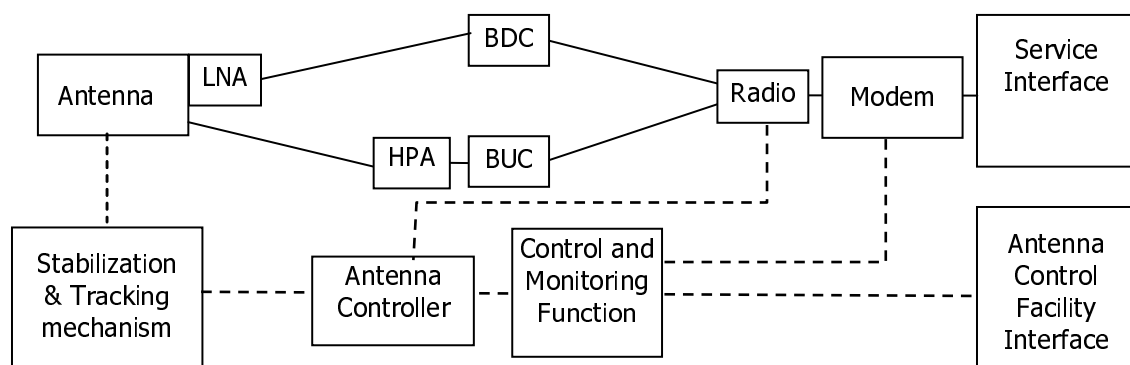 BDC
Service
Interface
LNA
Antenna
Radio
Modem
HPA
BUC
Stabilization
& Tracking
mechanism
Antenna
Controller
Control and
Monitoring
Function
Antenna
Control
Facility
Interface